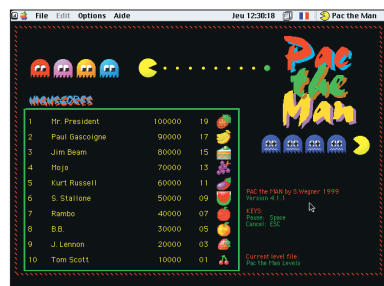 File Edit Options Aide Jeu 12:30:18 Pac the Man
Pac
the
Man
HIGHSCORES
1 Mr. President 100000 19
2 Paul Gascoigne 90000 17
3 Jim Beam 80000 15
4 Mojo 70000 13
5 Kurt Russell 60000 11
6 S. Stallone 50000 09
7 Rambo 40000 07
8 B.B. 30000 05
9 J. Lennon 20000 03
10 Tom Scott 10000 01
PAC the MAN by S.Wegner 1999
Version 4.1.1
KEYS:
Pause: Space
Cancel: ESC
Current level file:
Pac the Man Levels